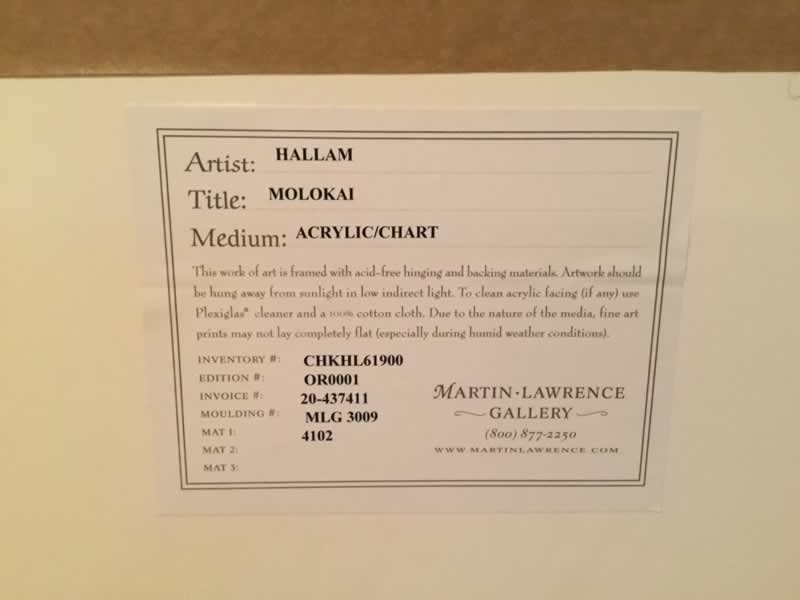 Artist: HALLAM
Title: MOLOKAI
Medium: ACRYLIC/CHART
This work of art is framed with acid-free hinging and backing materials. Artwork should
be hung away from sunlight in low indirect light. To clean acrylic facing (if any) use
Plexiglas® cleaner and a 100% cotton cloth. Due to the nature of the media, fine art
prints may not lay completely flat (especially during humid weather conditions).
INVENTORY #: CHKHL61900
EDITION #: OR0001
INVOICE #: 20-437411
MOULDING #: MLG 3009
MAT 1: 4102
MAT 2:
MAT 3:
MARTIN·LAWRENCE
GALLERY
(800) 877-2250
WWW.MARTINLAWRENCE.COM